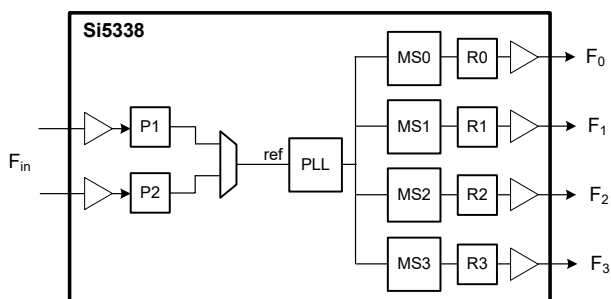 Si5338
MS0 R0 F0
P1 MS1 R1 F1
Fin ref PLL
P2 MS2 R2 F2
MS3 R3 F3